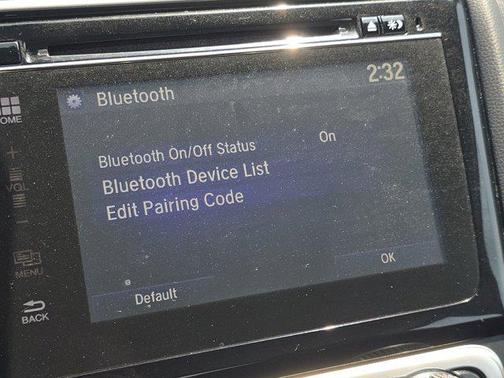 2:32
Bluetooth
HOME
Bluetooth On/Off Status On
Bluetooth Device List
Edit Pairing Code
+
VOL
-
MENU
BACK
Default
OK